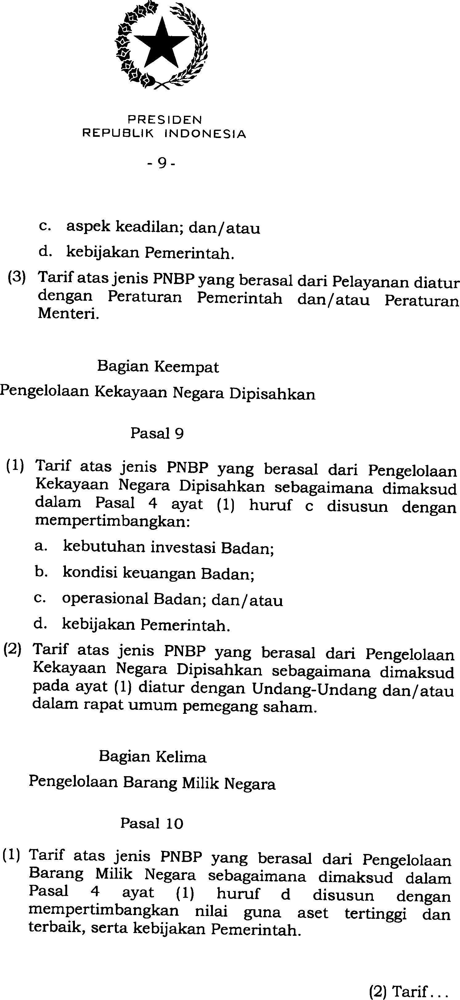 PRESIDEN
REPUBLIK INDONESIA
- 9 -
c. aspek keadilan; dan/atau
d. kebijakan Pemerintah.
(3) Tarif atas jenis PNBP yang berasal dari Pelayanan diatur
dengan Peraturan Pemerintah dan/atau Peraturan
Menteri.
Bagian Keempat
Pengelolaan Kekayaan Negara Dipisahkan
Pasal 9
(1) Tarif atas jenis PNBP yang berasal dari Pengelolaan
Kekayaan Negara Dipisahkan sebagaimana dimaksud
dalam Pasal 4 ayat (1) huruf c disusun dengan
mempertimbangkan:
a. kebutuhan investasi Badan;
b. kondisi keuangan Badan;
c. operasional Badan; dan/atau
d. kebijakan Pemerintah.
(2) Tarif atas jenis PNBP yang berasal dari Pengelolaan
Kekayaan Negara Dipisahkan sebagaimana dimaksud
pada ayat (1) diatur dengan Undang-Undang dan/atau
dalam rapat umum pemegang saham.
Bagian Kelima
Pengelolaan Barang Milik Negara
Pasal 10
(1) Tarif atas jenis PNBP yang berasal dari Pengelolaan
Barang Milik Negara sebagaimana dimaksud dalam
Pasal 4 ayat (1) huruf d disusun dengan
mempertimbangkan nilai guna aset tertinggi dan
terbaik, serta kebijakan Pemerintah.
(2) Tarif . . .